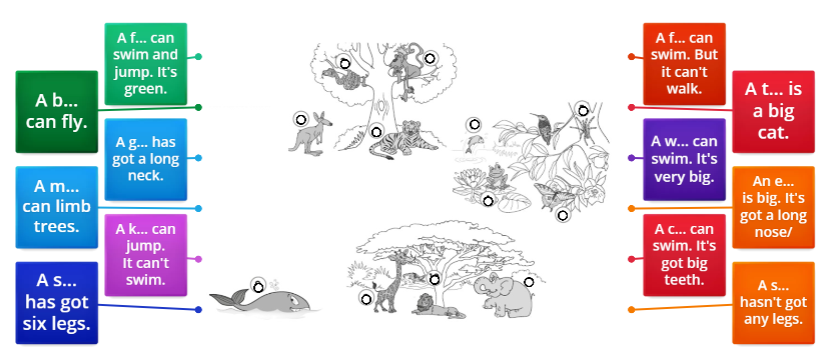 A f... can
swim and
jump. It's
green.
A b...
can fly.
A g... has
got a long
neck.
A m...
can limb
trees.
A k... can
jump.
It can't
swim.
A s...
has got
six legs.
A f... can
swim. But
it can't
walk.
A t... is
a big
cat.
A w... can
swim. It's
very big.
An e...
is big. It's
got a long
nose/
A c... can
swim. It's
got big
teeth.
A s...
hasn't got
any legs.